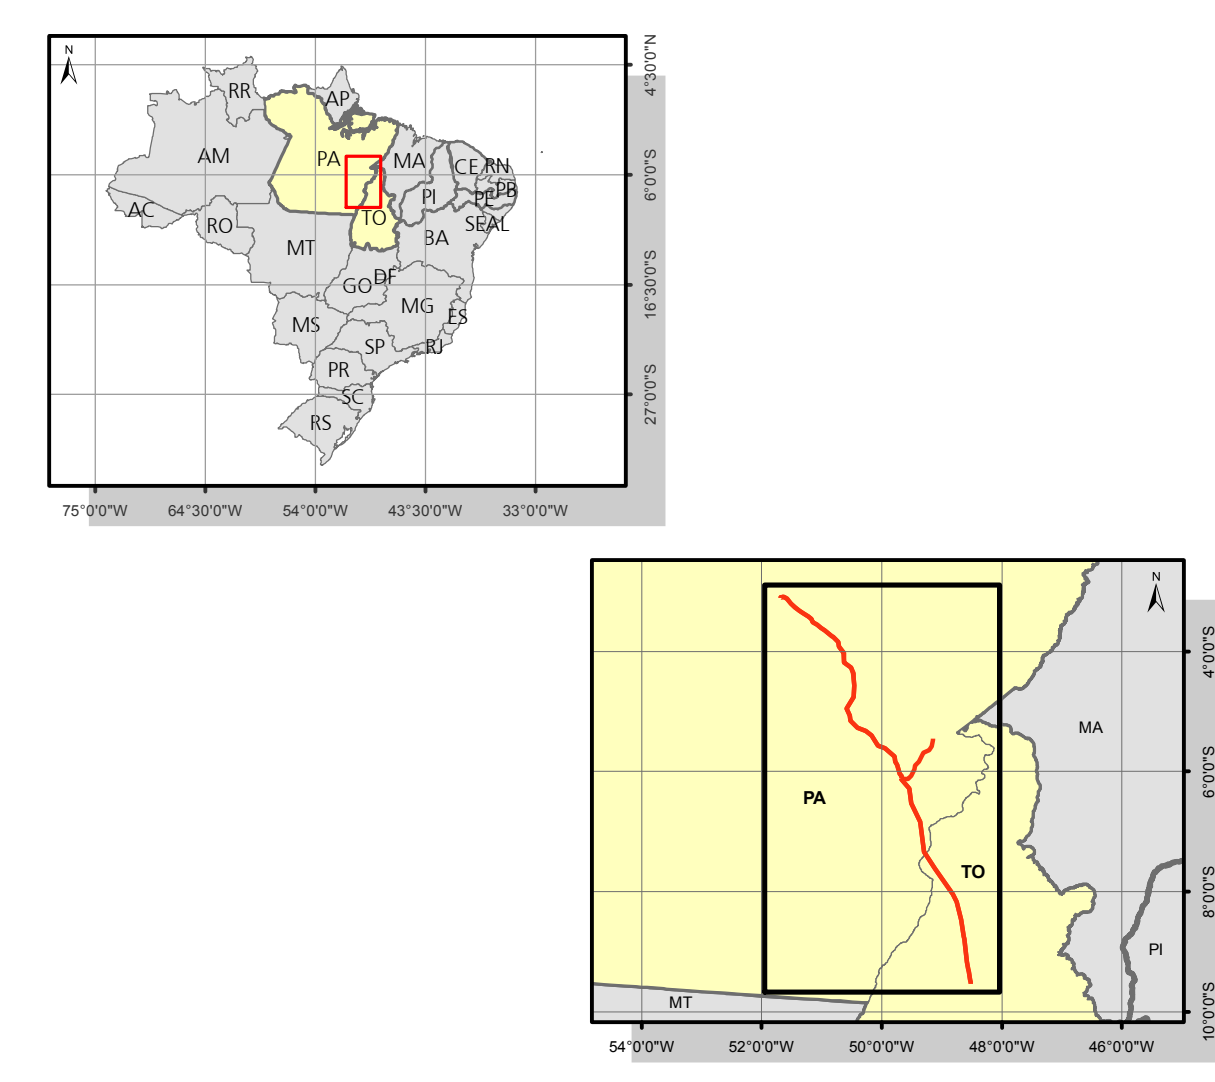 N
4°30'0"N
RR
AP
AM
PA
MA
CE
RN
6°0'0"S
PB
PI
PE
AC
TO
RO
SEAL
BA
MT
DF
GO
16°30'0"S
MG
MS
ES
SP
RJ
PR
SC
27°0'0"S
RS
75°0'0"W
64°30'0"W
54°0'0"W
43°30'0"W
33°0'0"W
N
4°0'0"S
MA
6°0'0"S
PA
TO
8°0'0"S
PI
MT
10°0'0"S
54°0'0"W
52°0'0"W
50°0'0"W
48°0'0"W
46°0'0"W